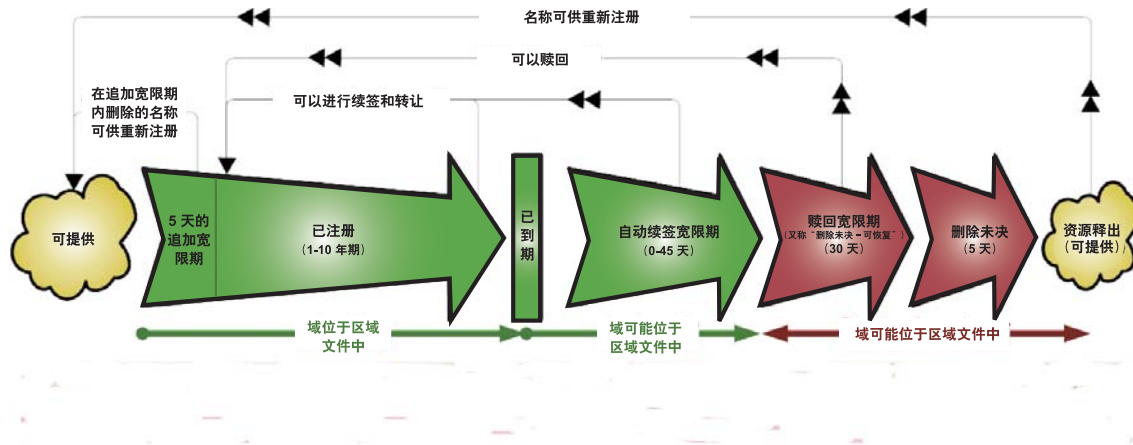 名称可供重新注册
可以赎回
在追加宽限期
内删除的名称
可供重新注册
可以进行续签和转让
可提供
5 天的
追加宽
限期
已注册
(1-10 年期)
已
到
期
自动续签宽限期
(0-45 天)
赎回宽限期
(又称“删除未决－可恢复”)
(30 天)
删除未决
(5 天)
资源释出
(可提供)
域位于区域
文件中
域可能位于
区域文件中
域可能位于区域文件中